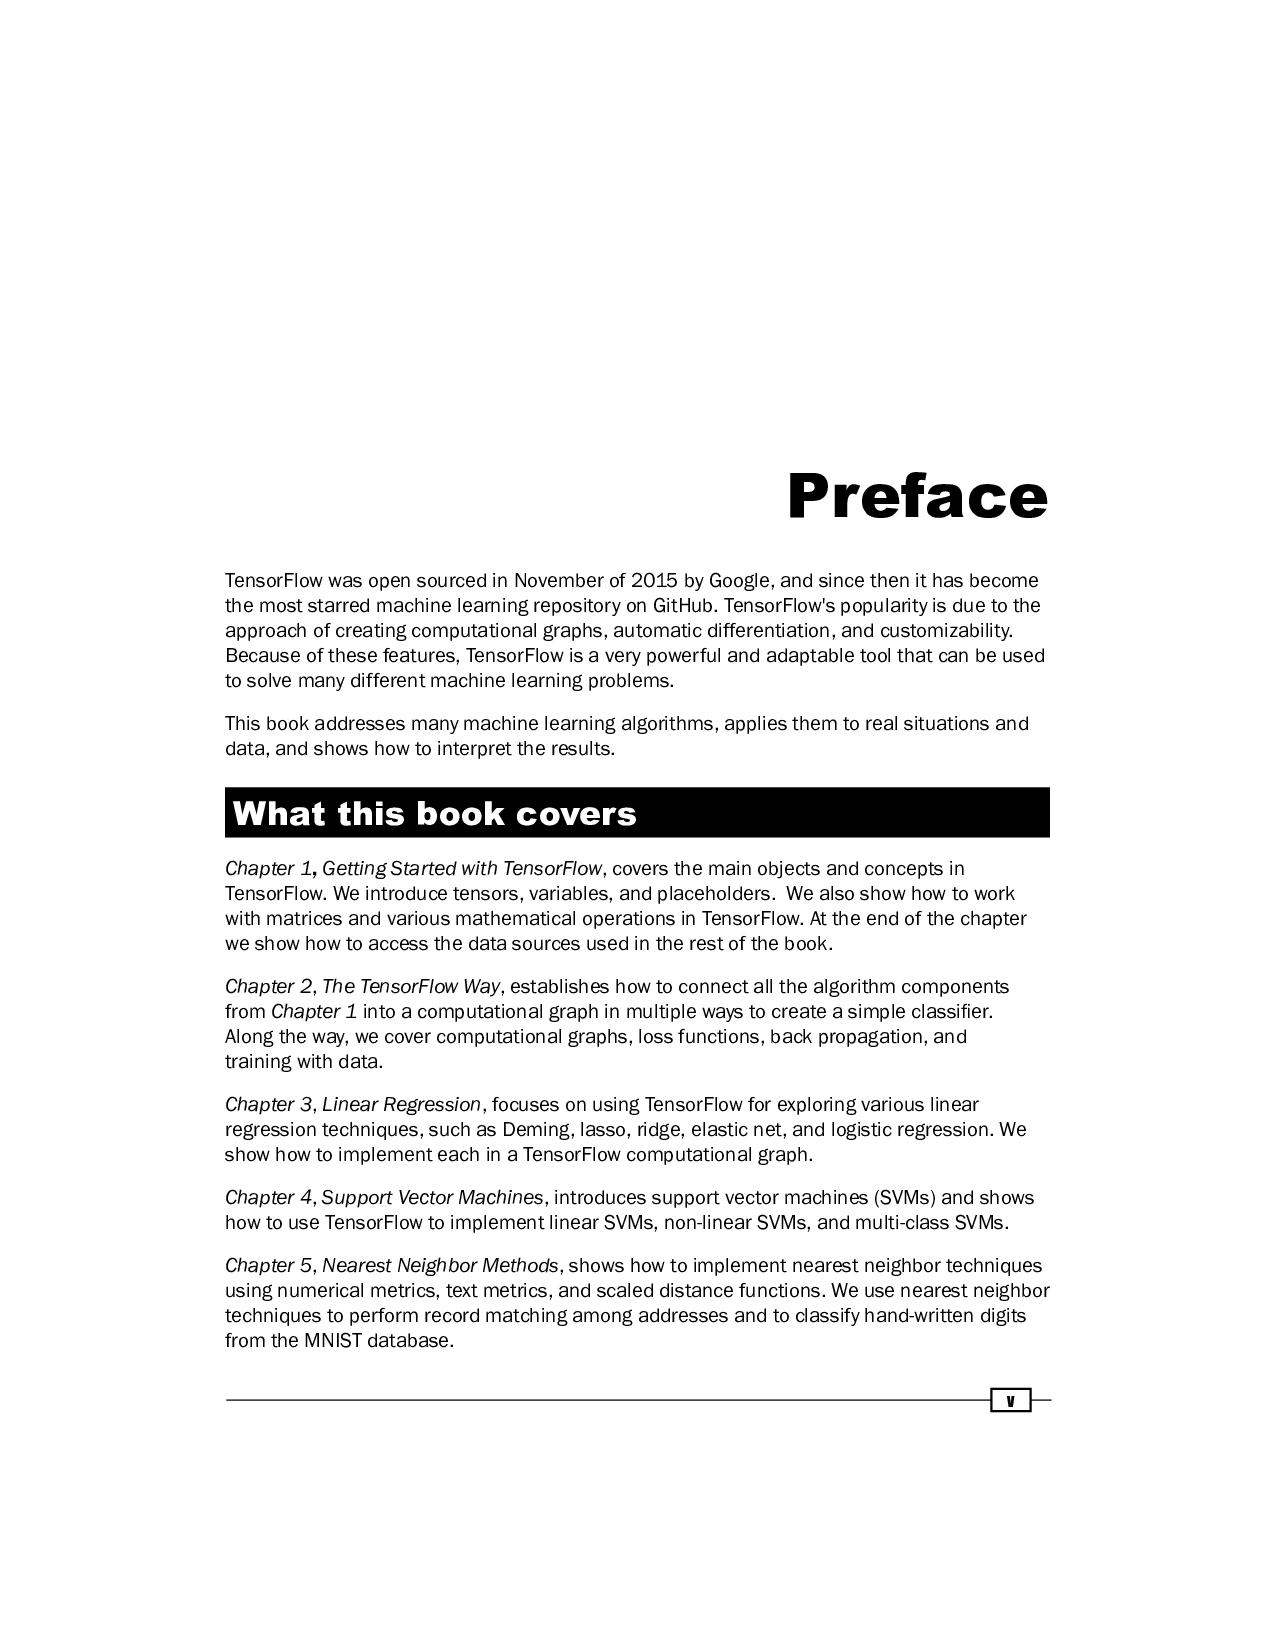 Preface
TensorFlow was open sourced in November of 2015 by Google, and since then it has become
the most starred machine learning repository on GitHub. TensorFlow's popularity is due to the
approach of creating computational graphs, automatic differentiation, and customizability.
Because of these features, TensorFlow is a very powerful and adaptable tool that can be used
to solve many different machine learning problems.
This book addresses many machine learning algorithms, applies them to real situations and
data, and shows how to interpret the results.
What this book covers
Chapter 1, Getting Started with TensorFlow, covers the main objects and concepts in
TensorFlow. We introduce tensors, variables, and placeholders.  We also show how to work
with matrices and various mathematical operations in TensorFlow. At the end of the chapter
we show how to access the data sources used in the rest of the book.
Chapter 2, The TensorFlow Way, establishes how to connect all the algorithm components
from Chapter 1 into a computational graph in multiple ways to create a simple classifier.
Along the way, we cover computational graphs, loss functions, back propagation, and
training with data.
Chapter 3, Linear Regression, focuses on using TensorFlow for exploring various linear
regression techniques, such as Deming, lasso, ridge, elastic net, and logistic regression. We
show how to implement each in a TensorFlow computational graph.
Chapter 4, Support Vector Machines, introduces support vector machines (SVMs) and shows
how to use TensorFlow to implement linear SVMs, non-linear SVMs, and multi-class SVMs.
Chapter 5, Nearest Neighbor Methods, shows how to implement nearest neighbor techniques
using numerical metrics, text metrics, and scaled distance functions. We use nearest neighbor
techniques to perform record matching among addresses and to classify hand-written digits
from the MNIST database.
v